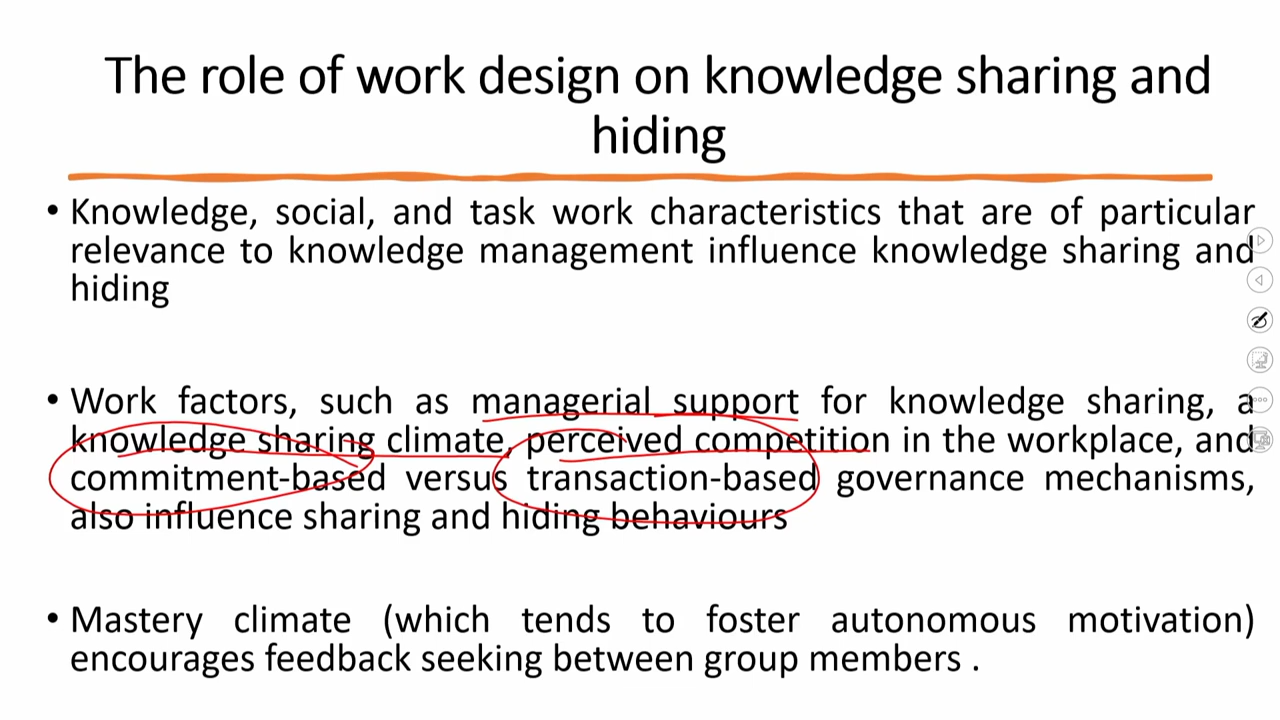 The role of work design on knowledge sharing and
hiding
• Knowledge, social, and task work characteristics that are of particular
relevance to knowledge management influence knowledge sharing and
hiding
• Work factors, such as managerial support for knowledge sharing, a
knowledge sharing climate, perceived competition in the workplace, and
commitment-based versus transaction-based governance mechanisms,
also influence sharing and hiding behaviours
• Mastery climate (which tends to foster autonomous motivation)
encourages feedback seeking between group members .